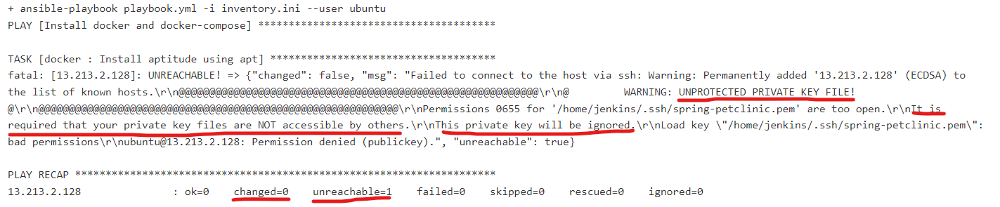 + ansible-playbook playbook.yml -i inventory.ini --user ubuntu
PLAY [Install docker and docker-compose] ***************************************
TASK [docker : Install aptitude using apt] *************************************
fatal: [13.213.2.128]: UNREACHABLE! => {"changed": false, "msg": "Failed to connect to the host via ssh: Warning: Permanently added '13.213.2.128' (ECDSA) to
the list of known hosts.\r\n@@@@@@@@@@@@@@@@@@@@@@@@@@@@@@@@@@@@@@@@@@@@@@@@@@@@@@@@@@@\r\n@         WARNING: UNPROTECTED PRIVATE KEY FILE!
@\r\n@@@@@@@@@@@@@@@@@@@@@@@@@@@@@@@@@@@@@@@@@@@@@@@@@@@@@@@@@@@\r\nPermissions 0655 for '/home/jenkins/.ssh/spring-petclinic.pem' are too open.\r\nIt is
required that your private key files are NOT accessible by others.\r\nThis private key will be ignored.\r\nLoad key \"/home/jenkins/.ssh/spring-petclinic.pem\":
bad permissions\r\nubuntu@13.213.2.128: Permission denied (publickey).", "unreachable": true}
PLAY RECAP *********************************************************************
13.213.2.128               : ok=0    changed=0    unreachable=1    failed=0    skipped=0    rescued=0    ignored=0